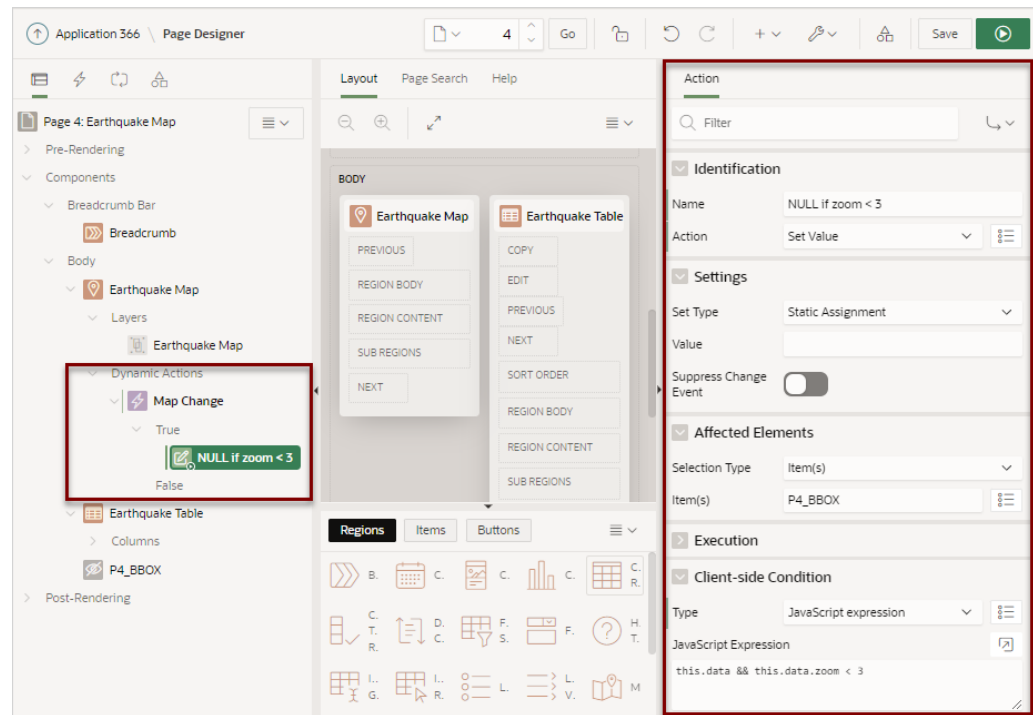 Application 366 \ Page Designer
4
Go
Save
Page 4: Earthquake Map
Pre-Rendering
Components
Breadcrumb Bar
Breadcrumb
Body
Earthquake Map
Layers
Earthquake Map
Dynamic Actions
Map Change
True
NULL if zoom < 3
False
Earthquake Table
Columns
P4_BBOX
Post-Rendering
Layout Page Search Help
BODY
Earthquake Map
PREVIOUS
REGION BODY
REGION CONTENT
SUB REGIONS
NEXT
Earthquake Table
COPY
EDIT
PREVIOUS
NEXT
SORT ORDER
REGION BODY
REGION CONTENT
SUB REGIONS
Regions Items Buttons
B. C. C. C. C. R.
C. T. R. D. C. F. S. F. H. T.
I.. G. I.. R. L. L. V. M
Action
Filter
Identification
Name NULL if zoom < 3
Action Set Value
Settings
Set Type Static Assignment
Value
Suppress Change
Event
Affected Elements
Selection Type Item(s)
Item(s) P4_BBOX
Execution
Client-side Condition
Type JavaScript expression
JavaScript Expression
this.data && this.data.zoom < 3